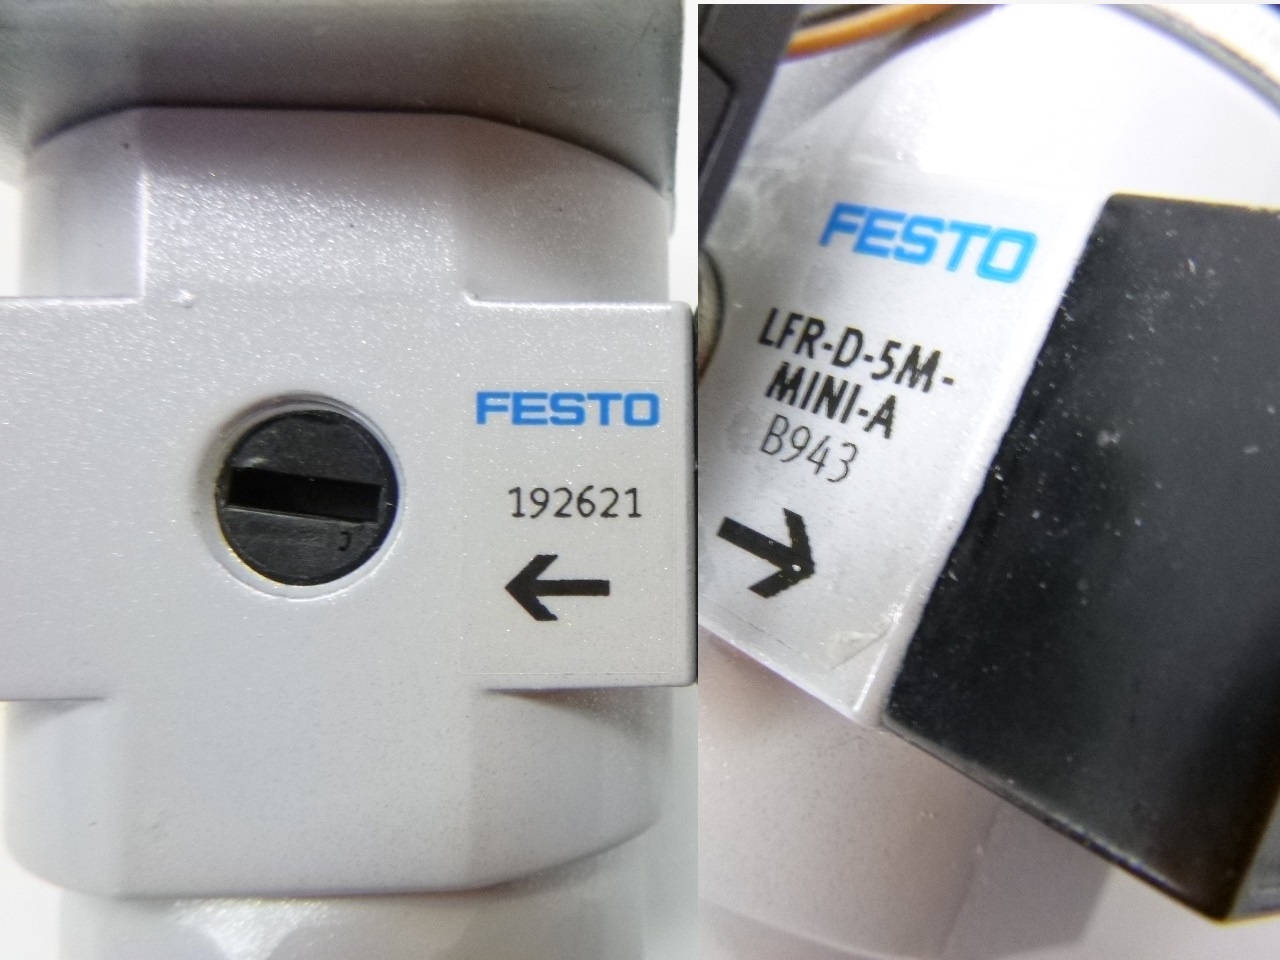 FESTO
192621
FESTO
LFR-D-5M-
MINI-A
B943